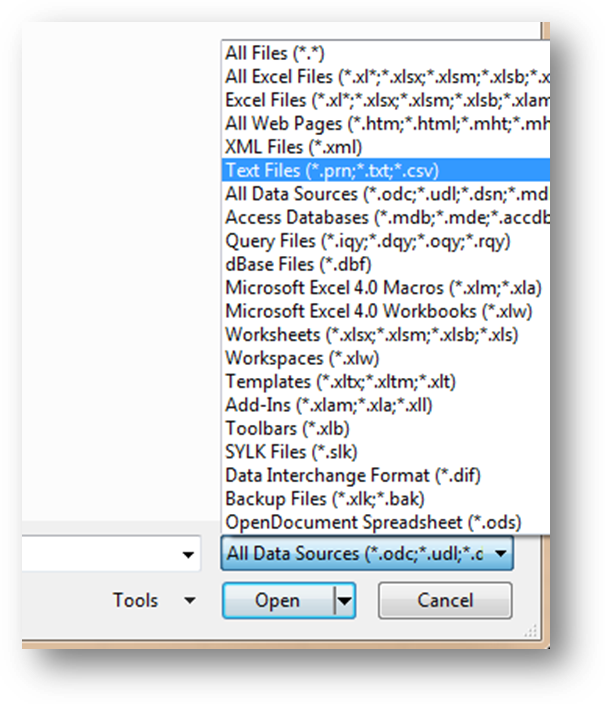 All Files (*.*)
All Excel Files (*.xl*;*.xlsx;*.xlsm;*.xlsb;*.x
Excel Files (*.xl*;*.xlsx;*.xlsm;*.xlsb;*.xlam
All Web Pages (*.htm;*.html;*.mht;*.mh
XML Files (*.xml)
Text Files (*.prn;*.txt;*.csv)
All Data Sources (*.odc;*.udl;*.dsn;*.md
Access Databases (*.mdb;*.mde;*.accdb
Query Files (*.iqy;*.dqy;*.oqy;*.rqy)
dBase Files (*.dbf)
Microsoft Excel 4.0 Macros (*.xlm;*.xla)
Microsoft Excel 4.0 Workbooks (*.xlw)
Worksheets (*.xlsx;*.xlsm;*.xlsb;*.xls)
Workspaces (*.xlw)
Templates (*.xltx;*.xltm;*.xlt)
Add-Ins (*.xlam;*.xla;*.xll)
Toolbars (*.xlb)
SYLK Files (*.slk)
Data Interchange Format (*.dif)
Backup Files (*.xlk;*.bak)
OpenDocument Spreadsheet (*.ods)
All Data Sources (*.odc;*.udl;*.c
Tools Open Cancel